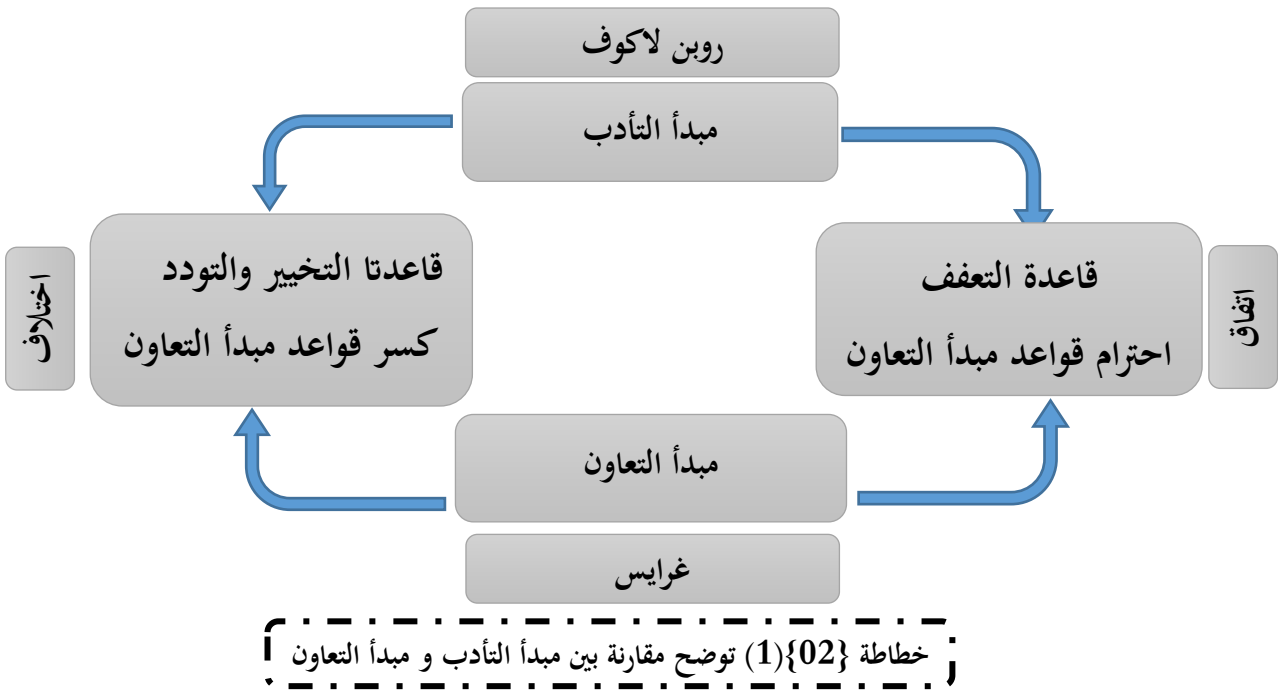 روبن لاكوف
مبدأ التأدب
اتفاق
قاعدة التعفف
احترام قواعد مبدأ التعاون
قاعدتا التخيير والتودد
كسر قواعد مبدأ التعاون
اختلاف
مبدأ التعاون
غرايس
خطاطة {02}(1) توضح مقارنة بين مبدأ التأدب و مبدأ التعاون